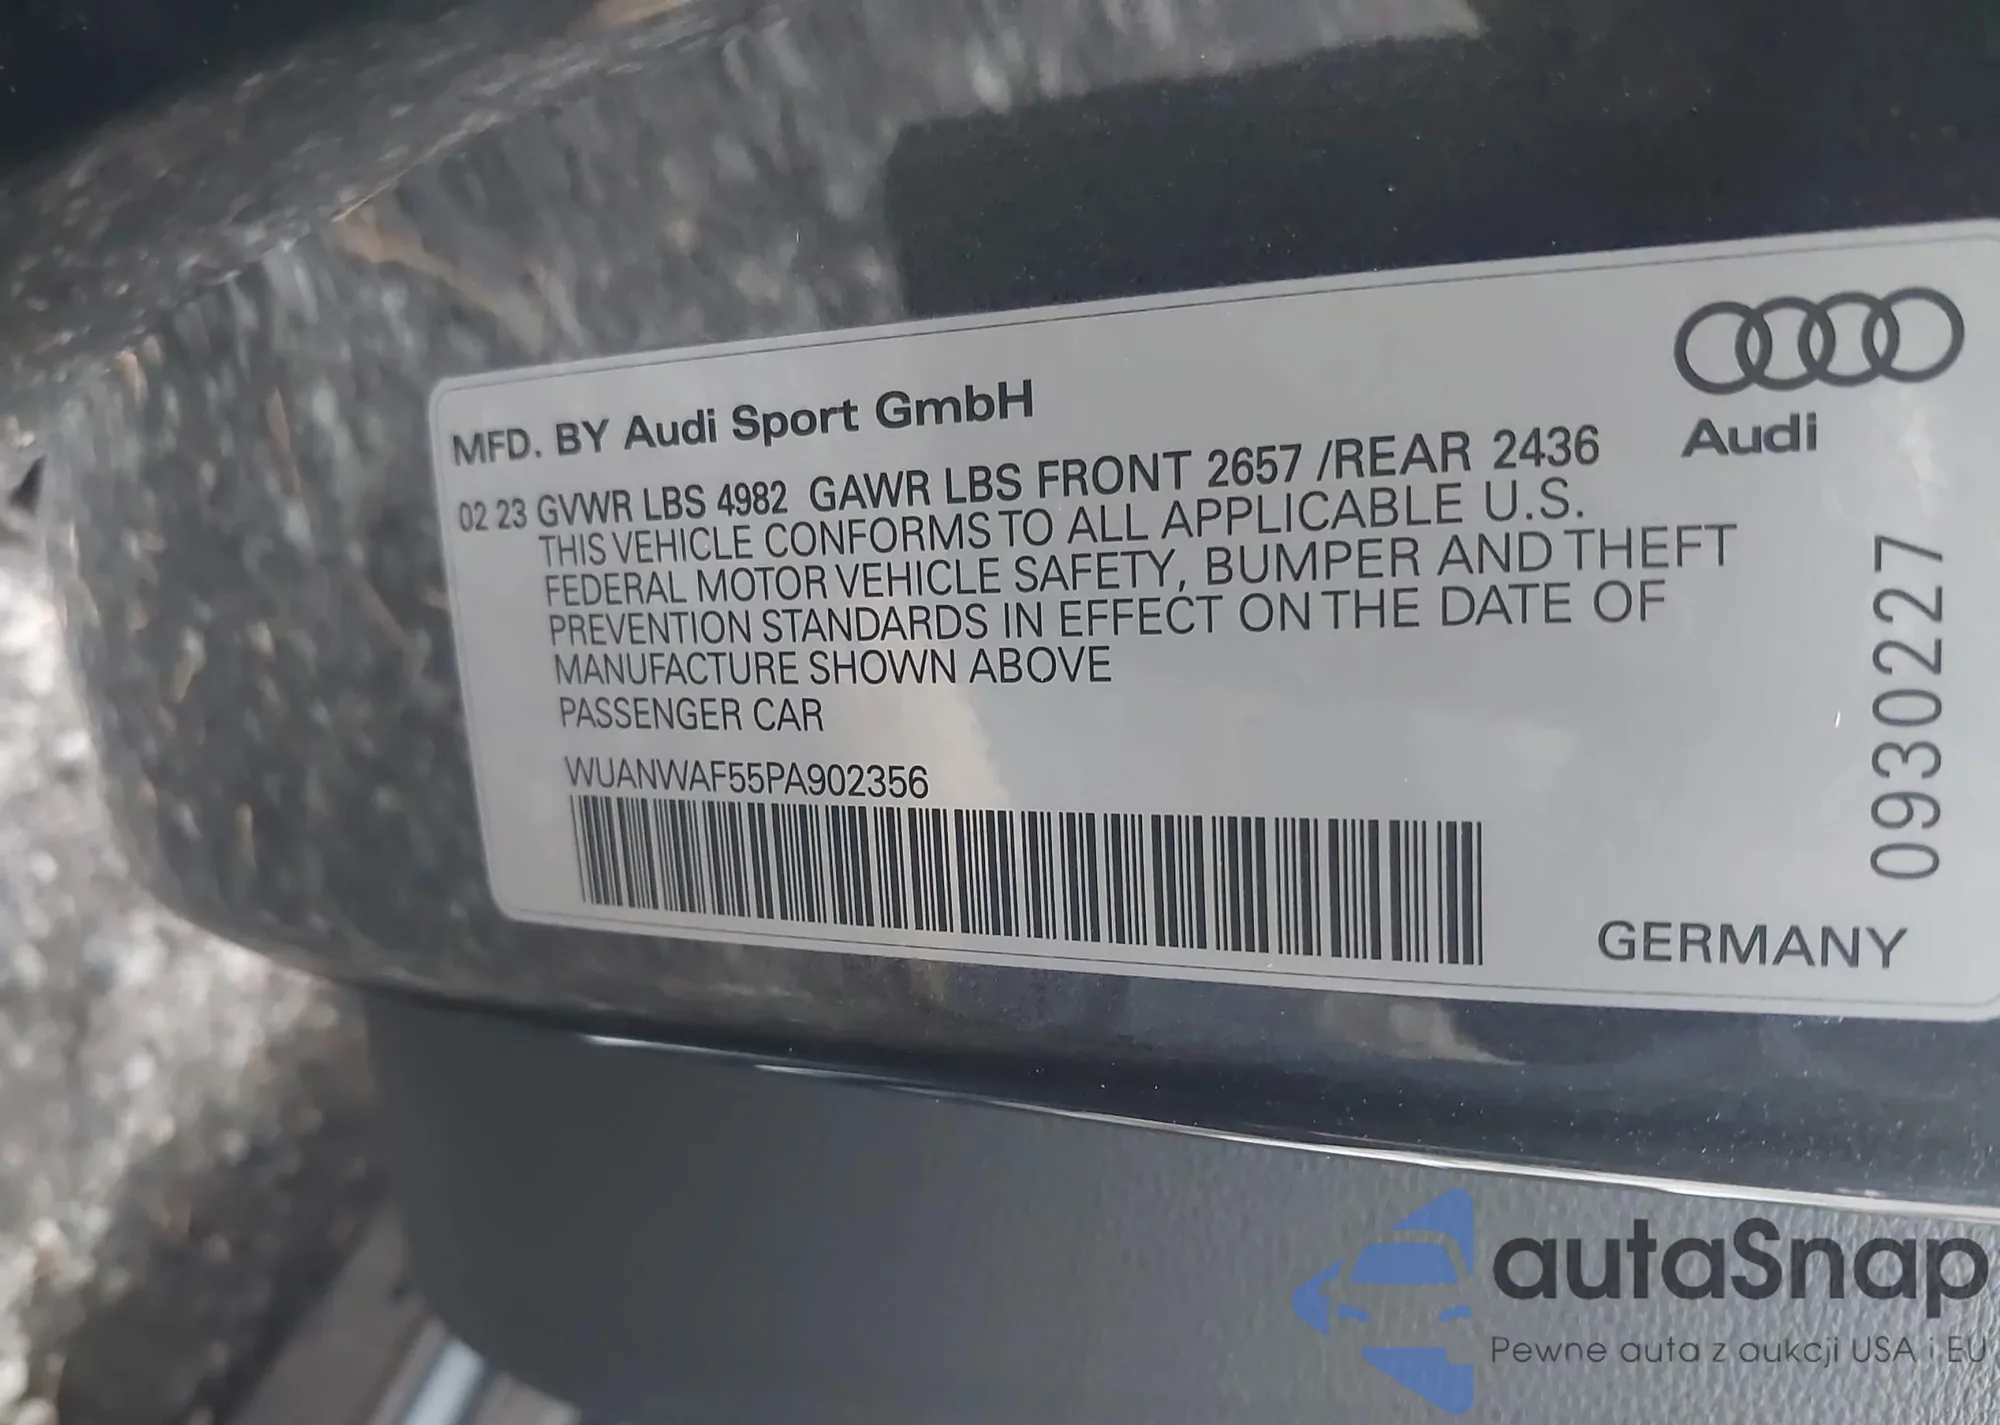 Audi
MFD. BY Audi Sport GmbH
02 23 GVWR LBS 4982 GAWR LBS FRONT 2657 /REAR 2436
THIS VEHICLE CONFORMS TO ALL APPLICABLE U.S.
FEDERAL MOTOR VEHICLE SAFETY, BUMPER AND THEFT
PREVENTION STANDARDS IN EFFECT ON THE DATE OF
MANUFACTURE SHOWN ABOVE
PASSENGER CAR
WUANWAF55PA902356
0930227
GERMANY
autaSnap
Pewne auta z aukcji USA i EU